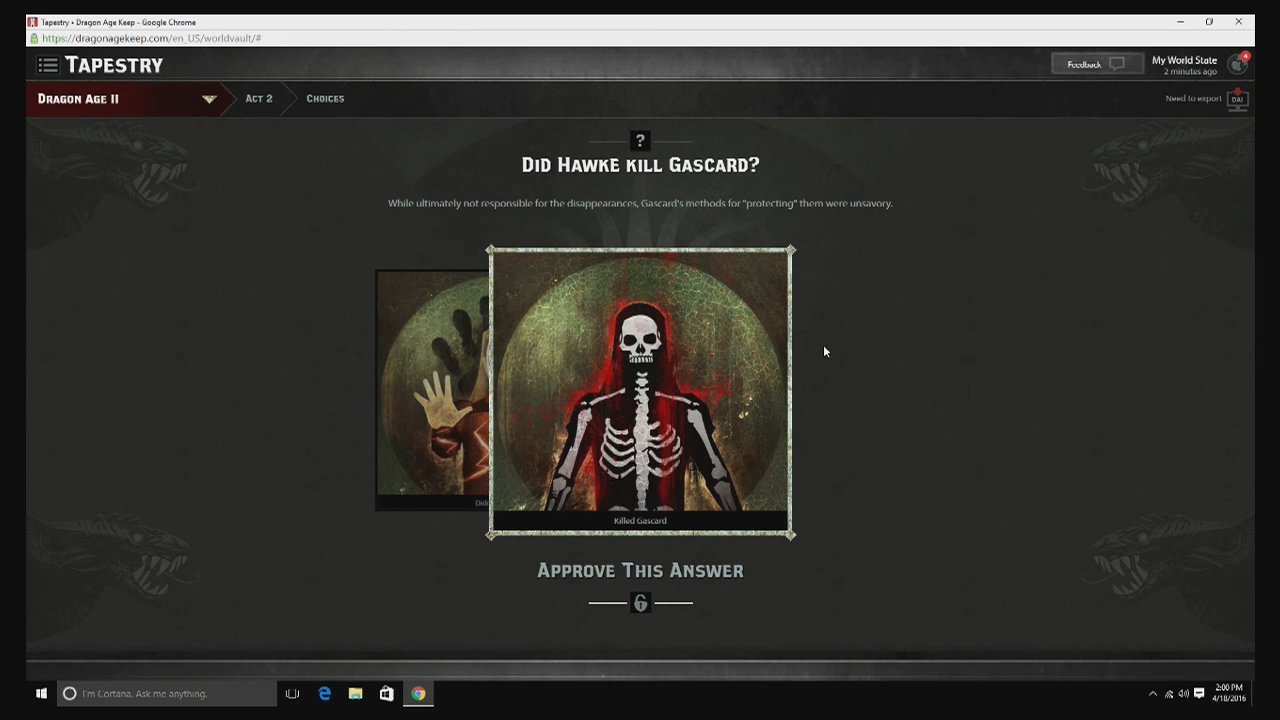 Tapestry • Dragon Age Keep - Google Chrome
https://dragonagekeep.com/en_US/worldvault/#
TAPESTRY
Feedback
My World State
2 minutes ago
4
DRAGON AGE II
ACT 2
CHOICES
Need to export
DAI
?
DID HAWKE KILL GASCARD?
While ultimately not responsible for the disappearances, Gascard's methods for "protecting" them were unsavory.
Killed Gascard
APPROVE THIS ANSWER
I'm Cortana. Ask me anything.
2:00 PM
4/18/2016